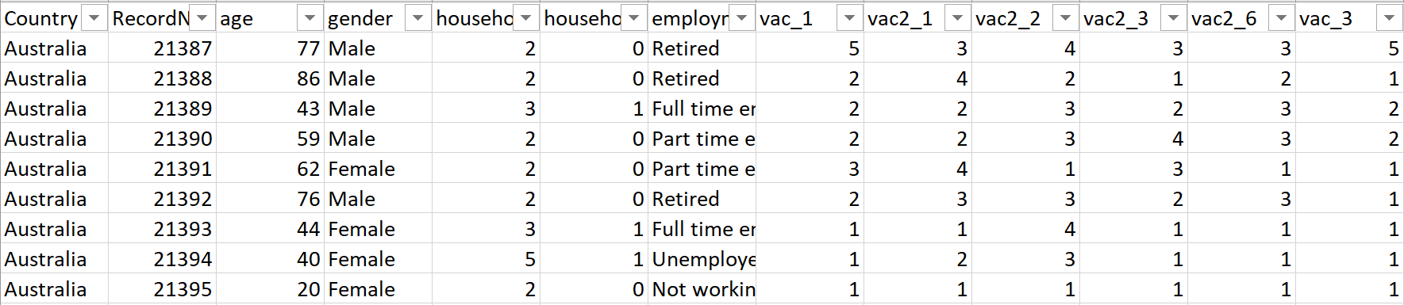 Country RecordN age gender househo househo employn vac_1 vac2_1 vac2_2 vac2_3 vac2_6 vac_3
Australia 21387 77 Male 2 0 Retired 5 3 4 3 3 5
Australia 21388 86 Male 2 0 Retired 2 4 2 1 2 1
Australia 21389 43 Male 3 1 Full time er 2 2 3 2 3 2
Australia 21390 59 Male 2 0 Part time e 2 2 3 4 3 2
Australia 21391 62 Female 2 0 Part time e 3 4 1 3 1 1
Australia 21392 76 Male 2 0 Retired 2 3 3 2 3 1
Australia 21393 44 Female 3 1 Full time er 1 1 4 1 1 1
Australia 21394 40 Female 5 1 Unemploye 1 2 3 1 1 1
Australia 21395 20 Female 2 0 Not workin 1 1 1 1 1 1